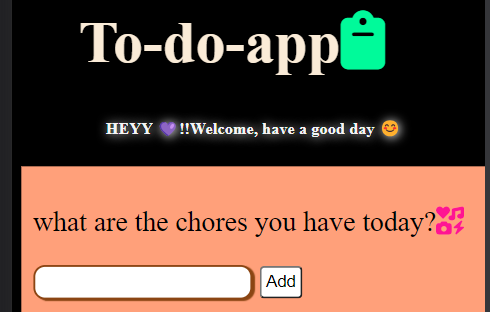 To-do-app
HEYY 💜!!Welcome, have a good day 😊
what are the chores you have today?
Add